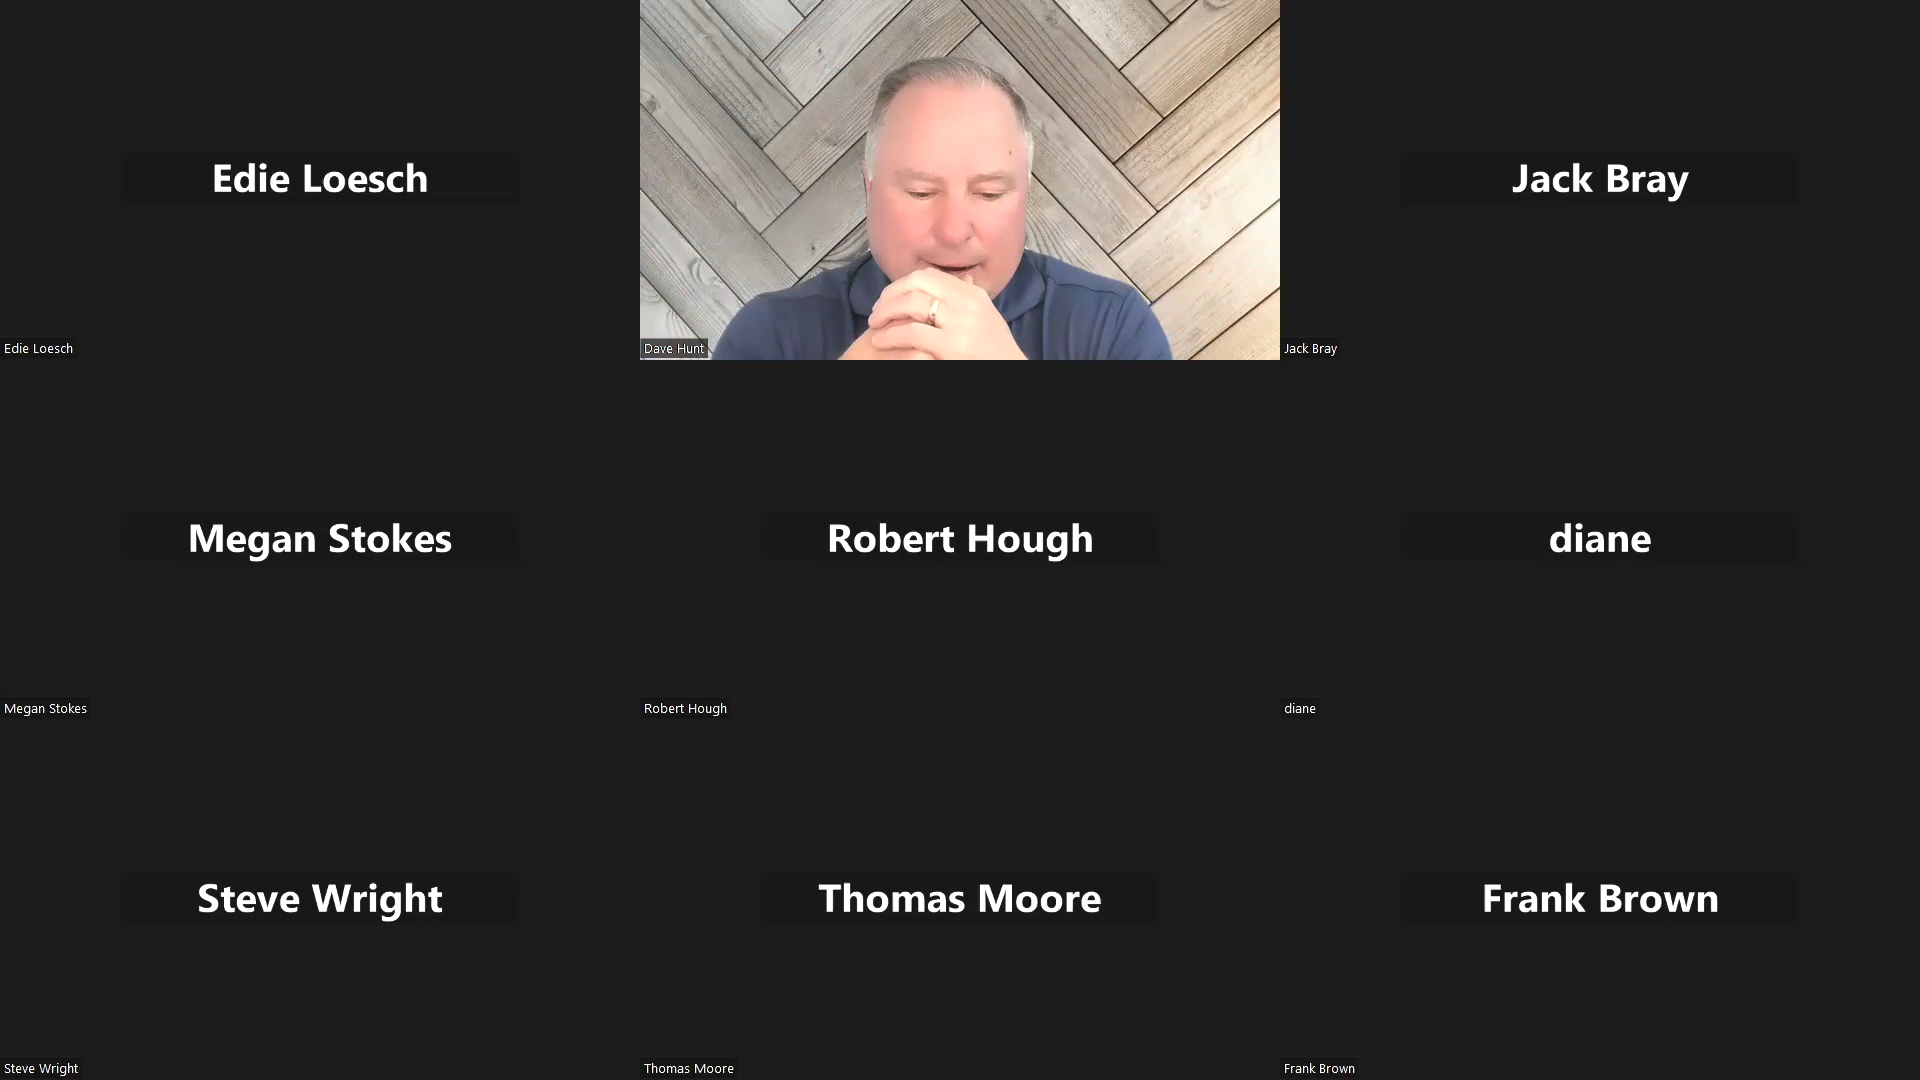 Edie Loesch
Jack Bray
Edie Loesch
Dave Hunt
Jack Bray
Megan Stokes
Robert Hough
diane
Megan Stokes
Robert Hough
diane
Steve Wright
Thomas Moore
Frank Brown
Steve Wright
Thomas Moore
Frank Brown